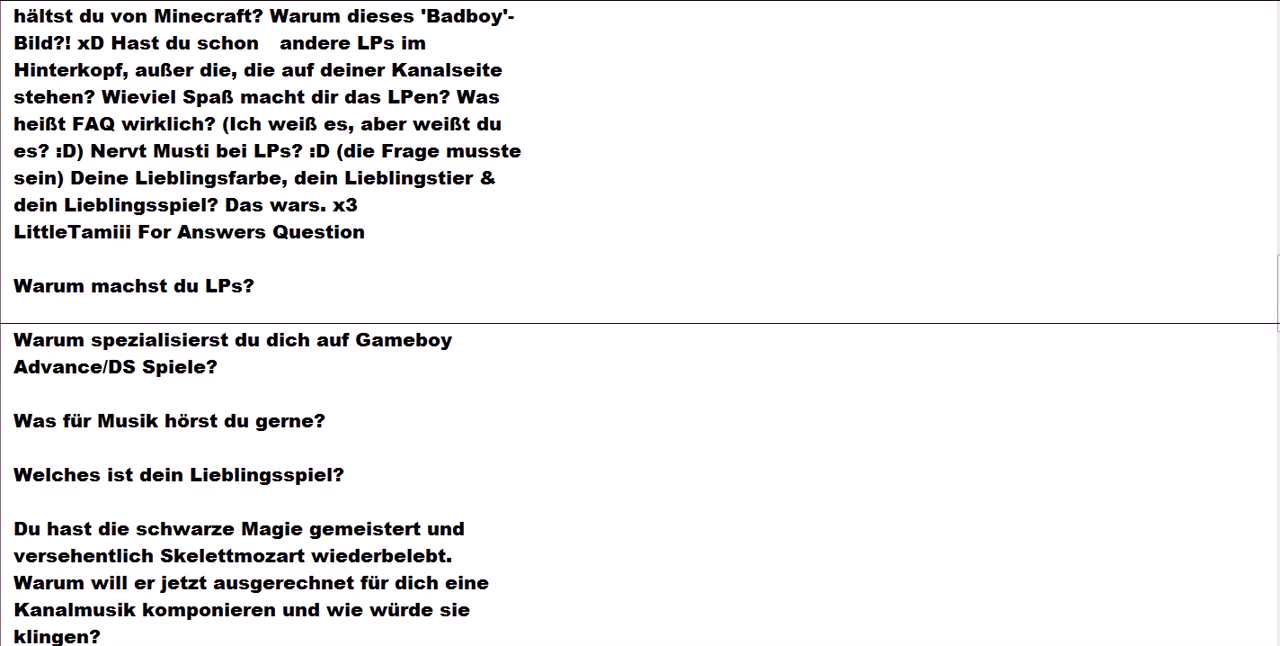 hältst du von Minecraft? Warum dieses 'Badboy'-
Bild?! xD Hast du schon   andere LPs im
Hinterkopf, außer die, die auf deiner Kanalseite
stehen? Wieviel Spaß macht dir das LPen? Was
heißt FAQ wirklich? (Ich weiß es, aber weißt du
es? :D) Nervt Musti bei LPs? :D (die Frage musste
sein) Deine Lieblingsfarbe, dein Lieblingstier &
dein Lieblingsspiel? Das wars. x3
LittleTamiii For Answers Question
Warum machst du LPs?
Warum spezialisierst du dich auf Gameboy
Advance/DS Spiele?
Was für Musik hörst du gerne?
Welches ist dein Lieblingsspiel?
Du hast die schwarze Magie gemeistert und
versehentlich Skelettmozart wiederbelebt.
Warum will er jetzt ausgerechnet für dich eine
Kanalmusik komponieren und wie würde sie
klingen?